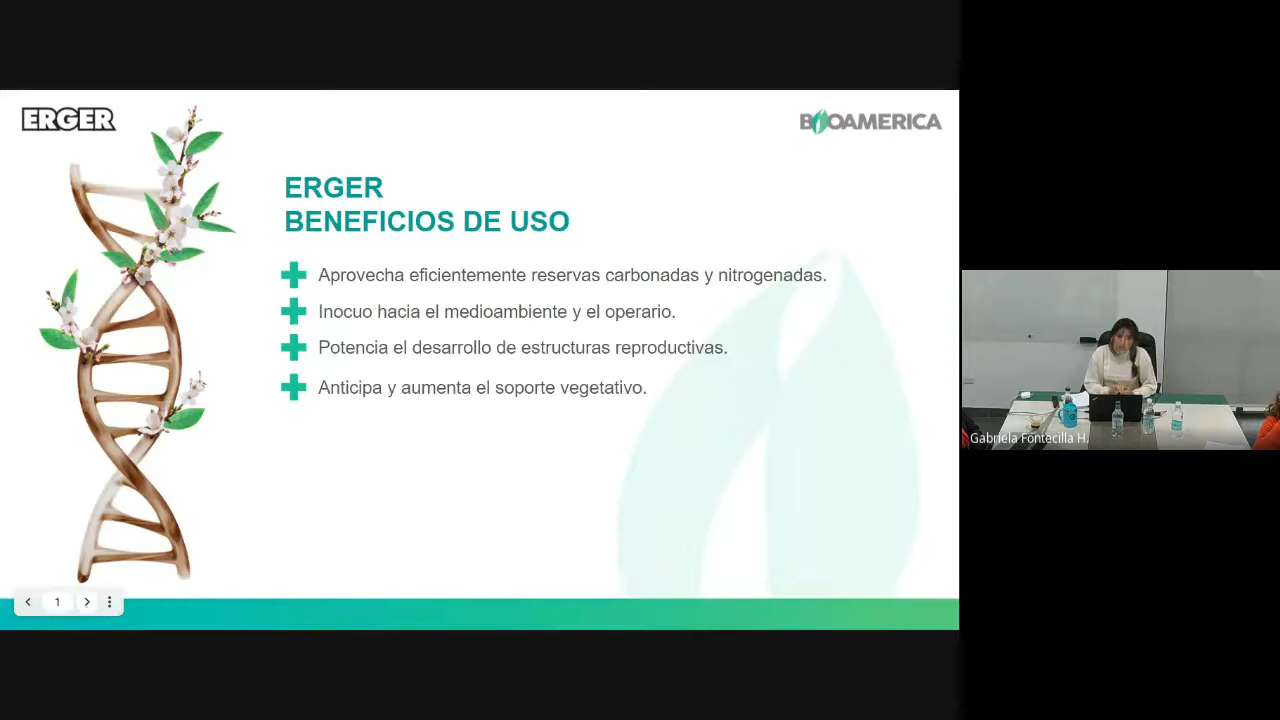 ERGER
BIOAMERICA
ERGER
BENEFICIOS DE USO
Aprovecha eficientemente reservas carbonadas y nitrogenadas.
Inocuo hacia el medioambiente y el operario.
Potencia el desarrollo de estructuras reproductivas.
Anticipa y aumenta el soporte vegetativo.
1
Gabriela Fontecilla H.